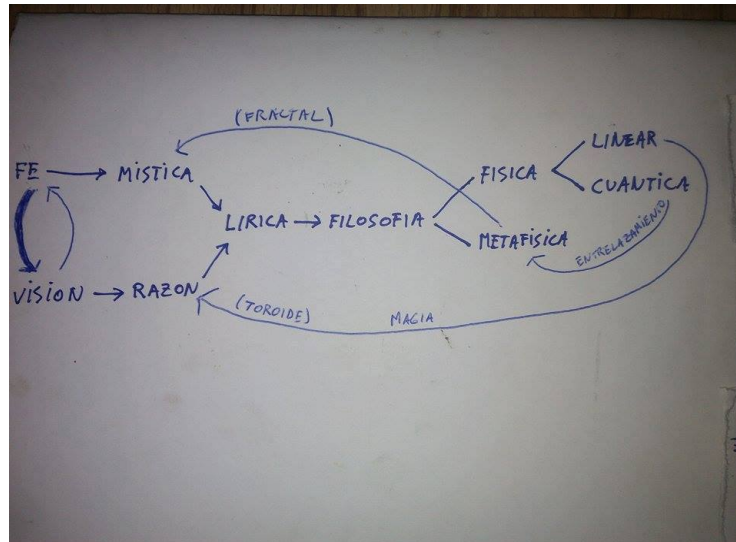 (FRACTAL)
LINEAR
FE → MISTICA
FISICA
CUANTICA
LIRICA → FILOSOFIA
METAFISICA
ENTRELAZAMIENTO
VISION → RAZON
(TOROIDE)
MAGIA